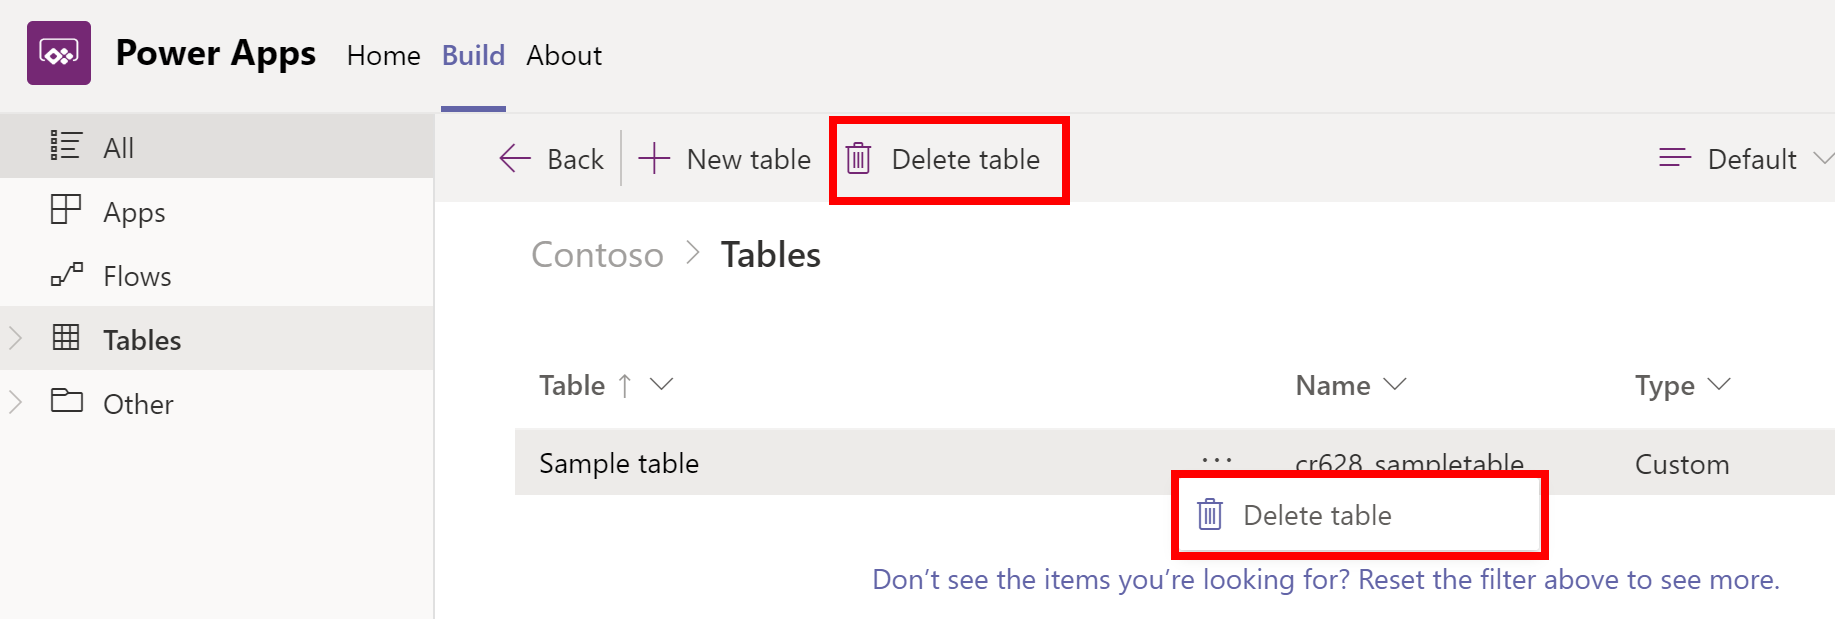 Power Apps Home Build About
All
Apps
Flows
Tables
Other
Back New table Delete table Default
Contoso > Tables
Table ↑ Name Type
Sample table ... cr628_sampletable Custom
Delete table
Don’t see the items you’re looking for? Reset the filter above to see more.